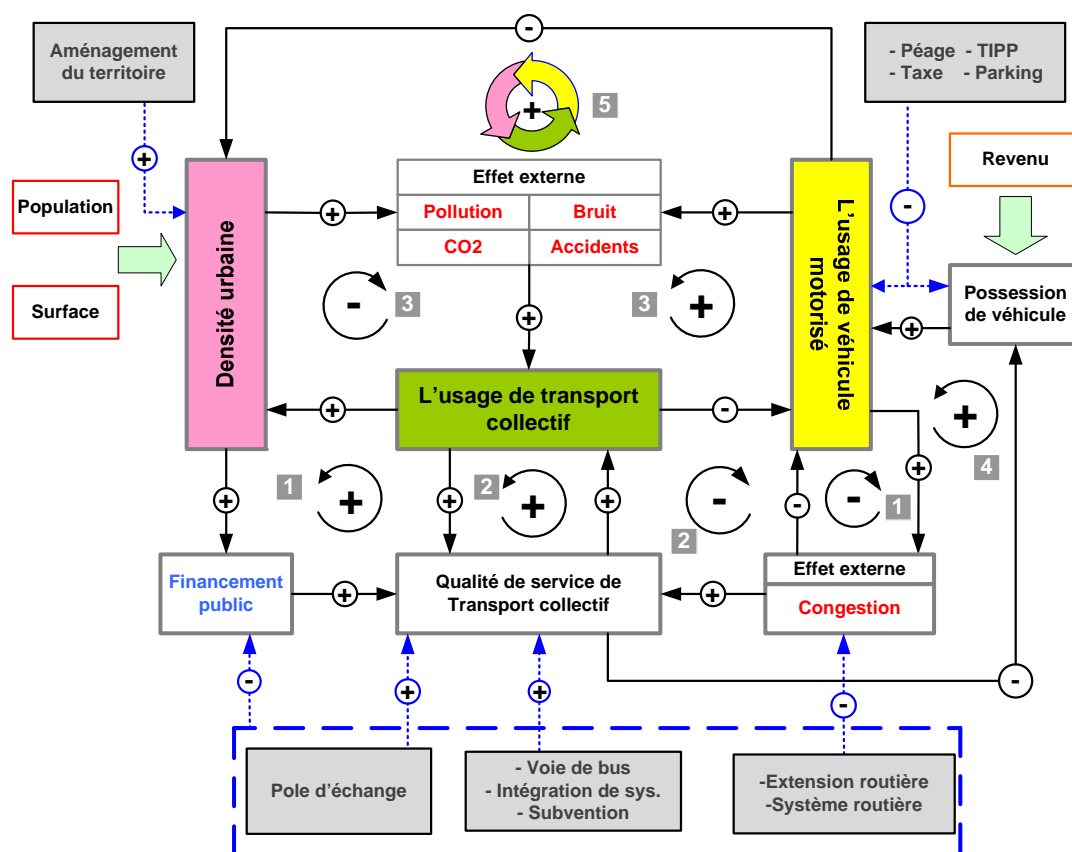 -
Aménagement
du territoire
- Péage - TIPP
- Taxe - Parking
5
+
+
Effet externe
Revenu
Population
Pollution
Bruit
+
+
-
CO2
Accidents
Densité urbaine
L'usage de véhicule
motorisé
Surface
-
3
3
+
+
Possession
de véhicule
+
L'usage de transport
collectif
+
-
+
4
1
+
2
+
-
-
1
2
+
+
+
-
+
Financement
public
+
Qualité de service de
Transport collectif
+
Effet externe
Congestion
-
+
+
-
-
Pole d'échange
- Voie de bus
- Intégration de sys.
- Subvention
-Extension routière
-Système routière